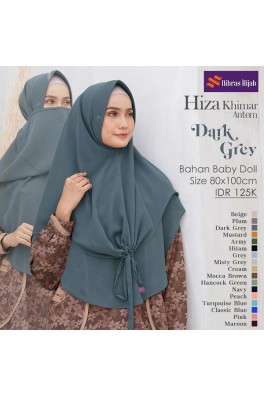 Nibras Hijab
Hiza Khimar
Antem
Dark Grey
Bahan Baby Doll
Size 80x100cm
IDR 125K
Beige
Plum
Dark Grey
Mustard
Army
Hitam
Grey
Misty Grey
Cream
Mocca Brown
Hancock Green
Navy
Peach
Turquoise Blue
Classic Blue
Pink
Maroon